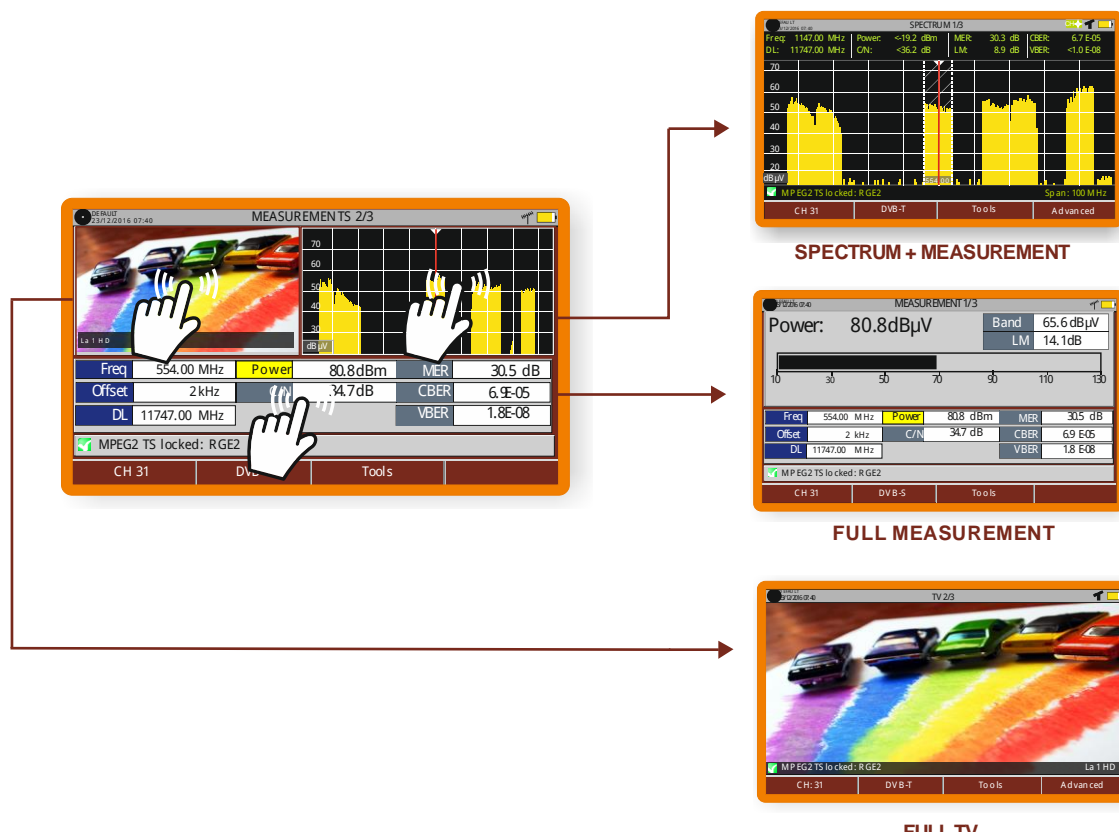 SPECTRUM 1/3
Freq: 1147.00 MHz Power: <-19.2 dBm MER: 30.3 dB CBER: 6.7 E-05
DL: 11747.00 MHz C/N: <36.2 dB LM: 8.9 dB VBER: <1.0 E-08
70
60
50
40
30
20
dBµV
554.00
MPEG2 TS locked: RGE2 Span: 100 MHz
CH 31 DVB-T Tools Advanced
SPECTRUM + MEASUREMENT
DEFAULT
23/12/2016 07:40 MEASUREMENTS 2/3
70
60
50
40
30
dBµV
La 1 HD
Freq 554.00 MHz Power 80.8 dBm MER 30.5 dB
Offset 2 kHz C/N 34.7 dB CBER 6.9E-05
DL 11747.00 MHz VBER 1.8E-08
MPEG2 TS locked: RGE2
CH 31 Tools
MEASUREMENT 1/3
Power: 80.8dBµV Band 65.6 dBµV
LM 14.1dB
10 30 50 70 90 110 130
Freq 554.00 MHz Power 80.8 dBm MER 30.5 dB
Offset 2 kHz C/N 34.7 dB CBER 6.9 E-05
DL 11747.00 MHz VBER 1.8 E-08
MPEG2 TS locked: RGE2
CH 31 DVB-S Tools
FULL MEASUREMENT
TV 2/3
MPEG2 TS locked: RGE2 La 1 HD
CH: 31 DVB-T Tools Advanced
FULL TV